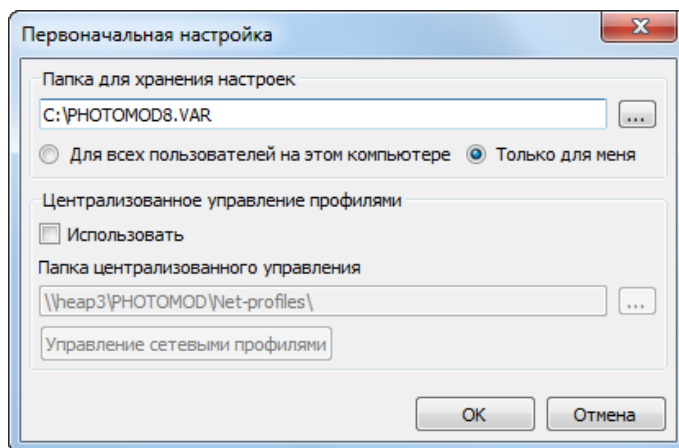 Первоначальная настройка
Папка для хранения настроек
C:\PHOTOMOD8.VAR
...
Для всех пользователей на этом компьютере
Только для меня
Централизованное управление профилями
Использовать
Папка централизованного управления
\\heap3\PHOTOMOD\Net-profiles\
...
Управление сетевыми профилями
OK
Отмена